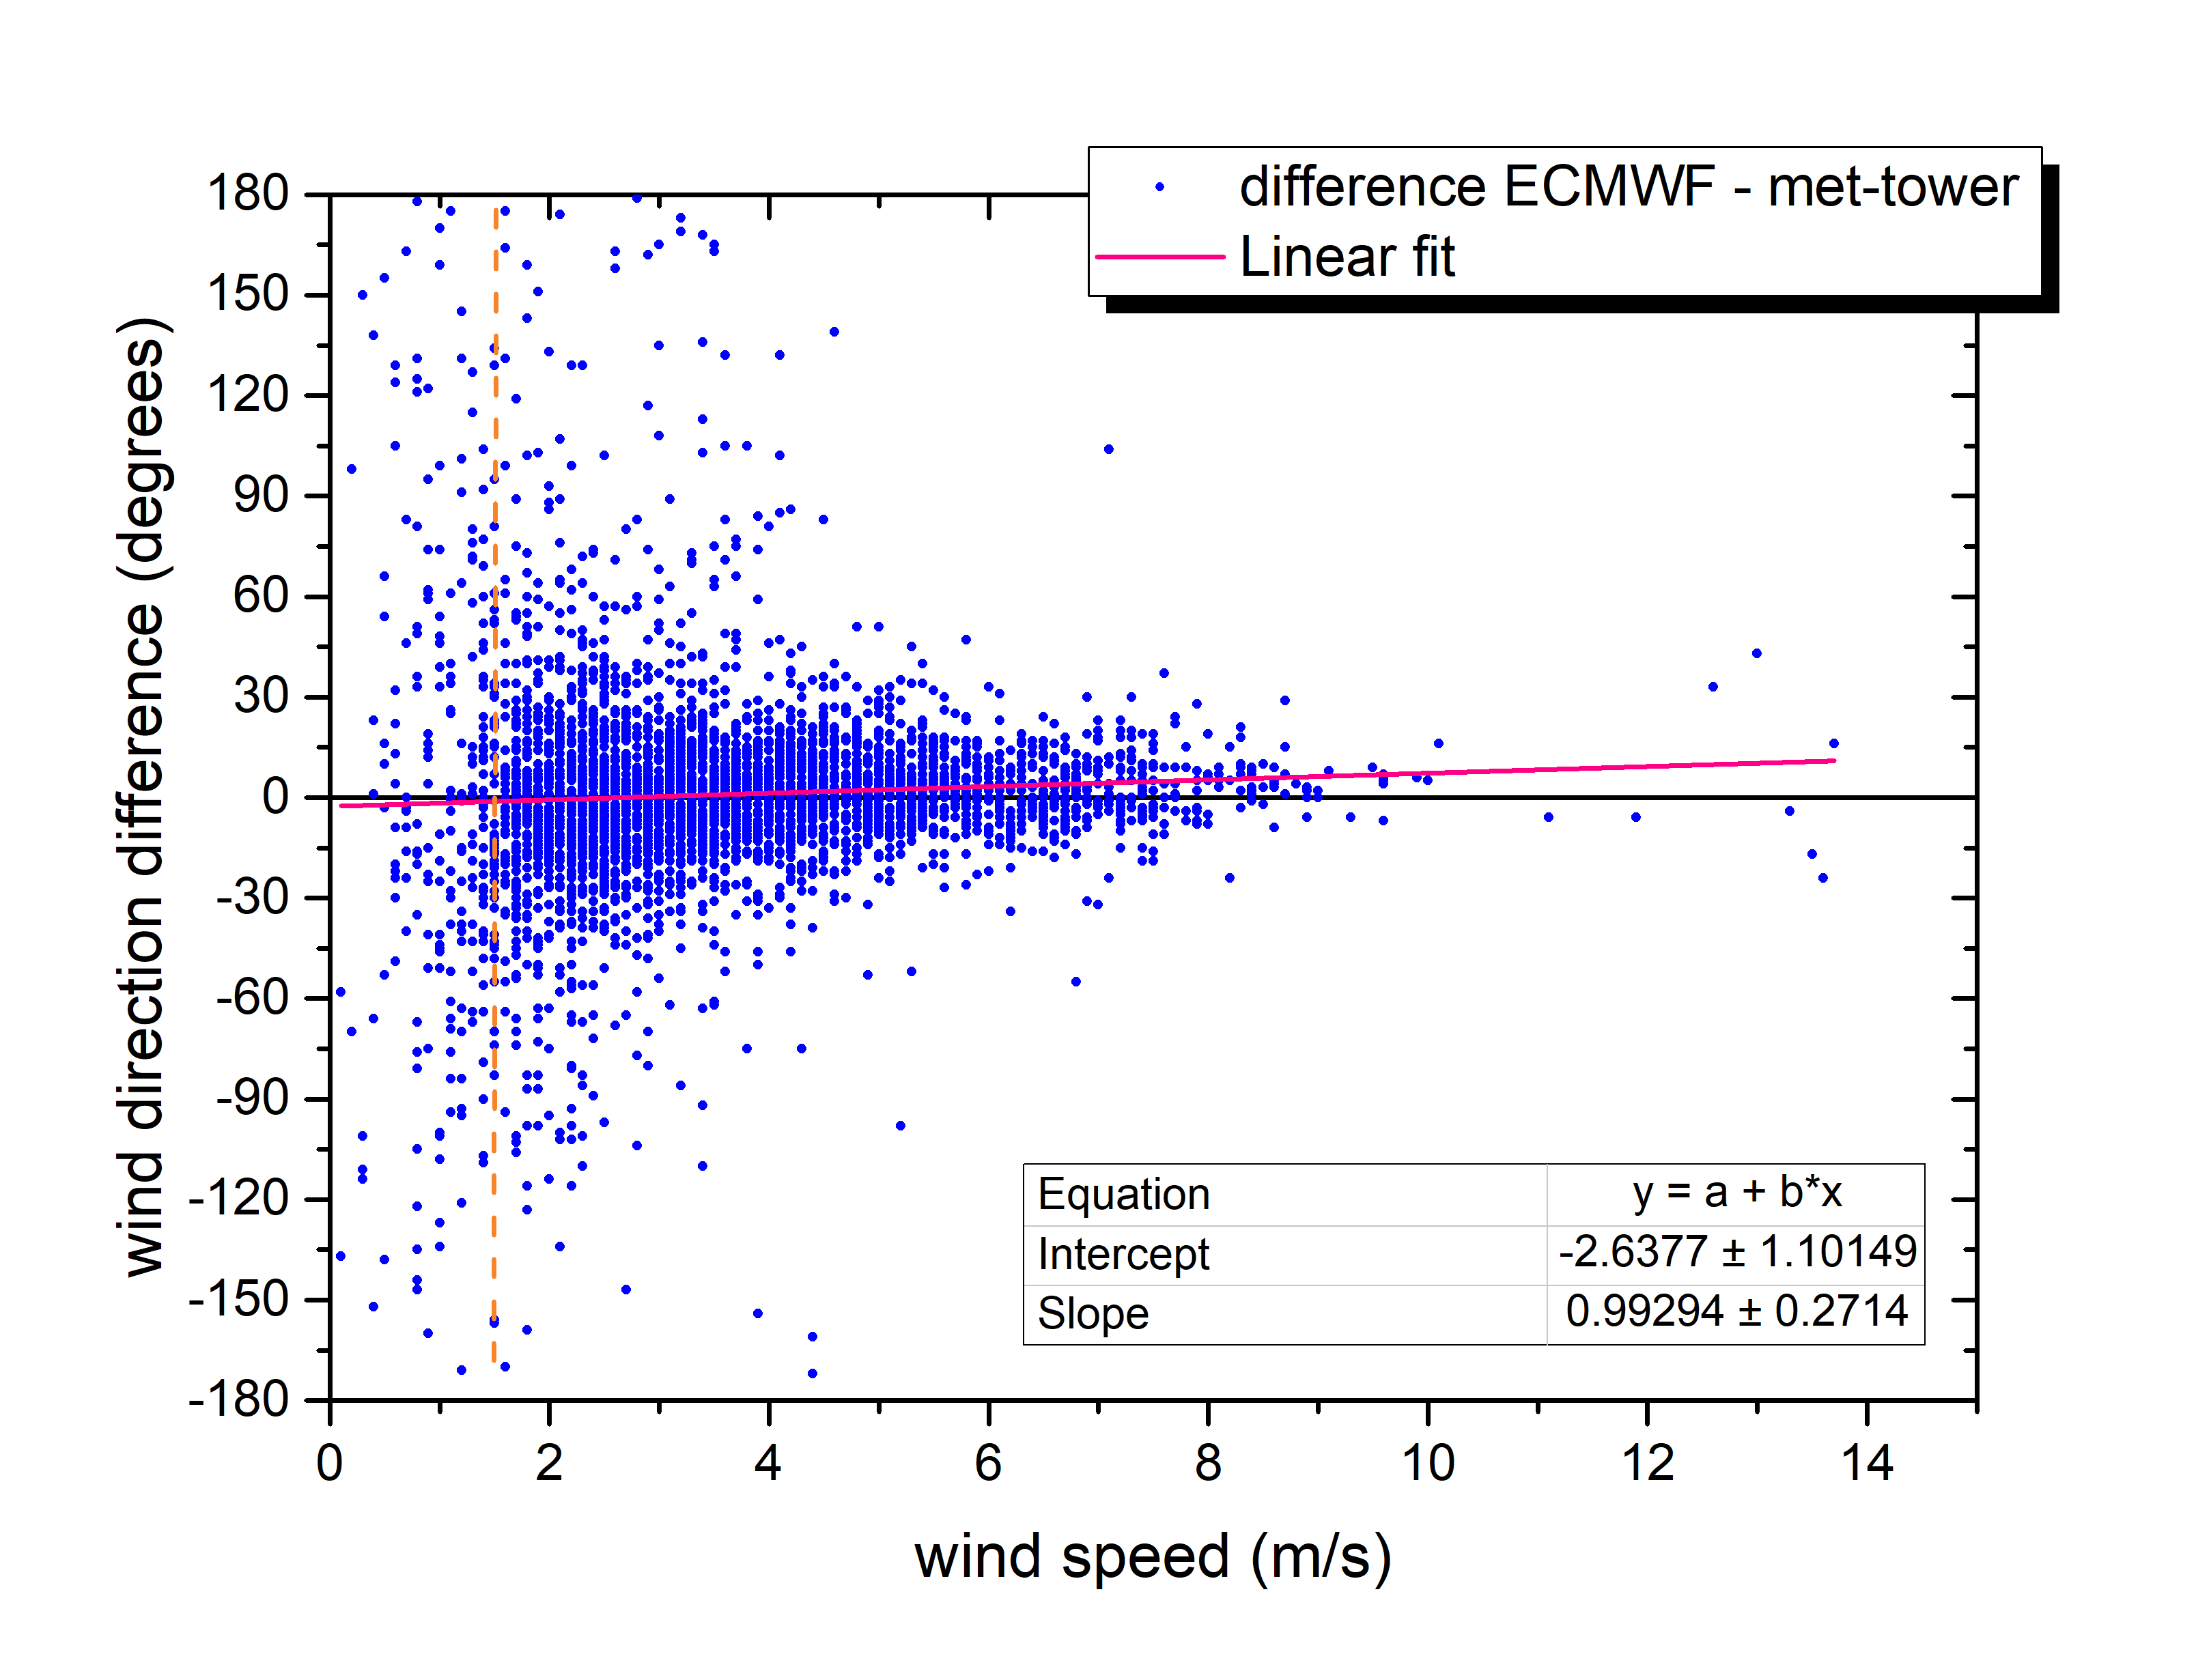 difference ECMWF - met-tower
Linear fit
180
150
120
90
60
30
0
-30
-60
-90
-120
-150
-180
wind direction difference (degrees)
Equation y = a + b*x
Intercept -2.6377 ± 1.10149
Slope 0.99294 ± 0.2714
0 2 4 6 8 10 12 14
wind speed (m/s)